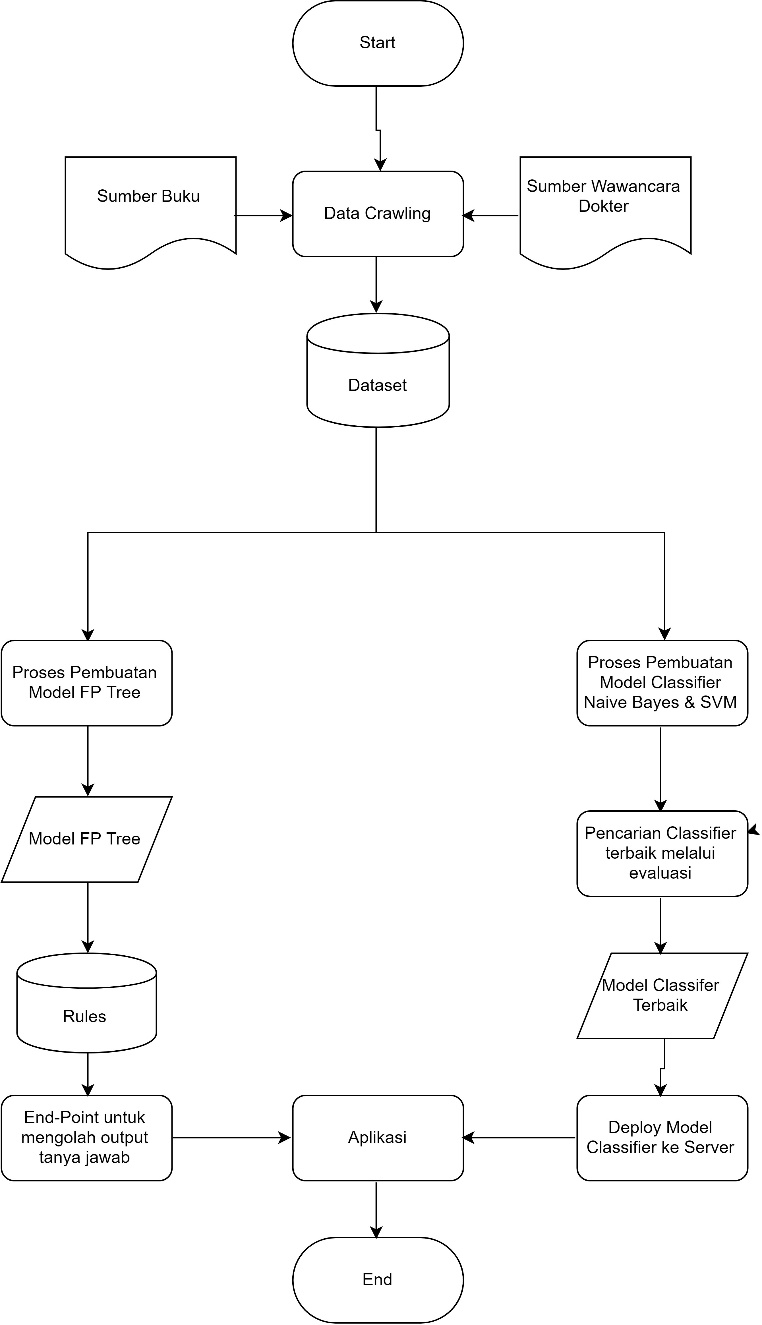 Start
Sumber Buku
Data Crawling
Sumber Wawancara
Dokter
Dataset
Proses Pembuatan
Model FP Tree
Proses Pembuatan
Model Classifier
Naive Bayes & SVM
Model FP Tree
Pencarian Classifier
terbaik melalui
evaluasi
Rules
Model Classifer
Terbaik
End-Point untuk
mengolah output
tanya jawab
Aplikasi
Deploy Model
Classifier ke Server
End